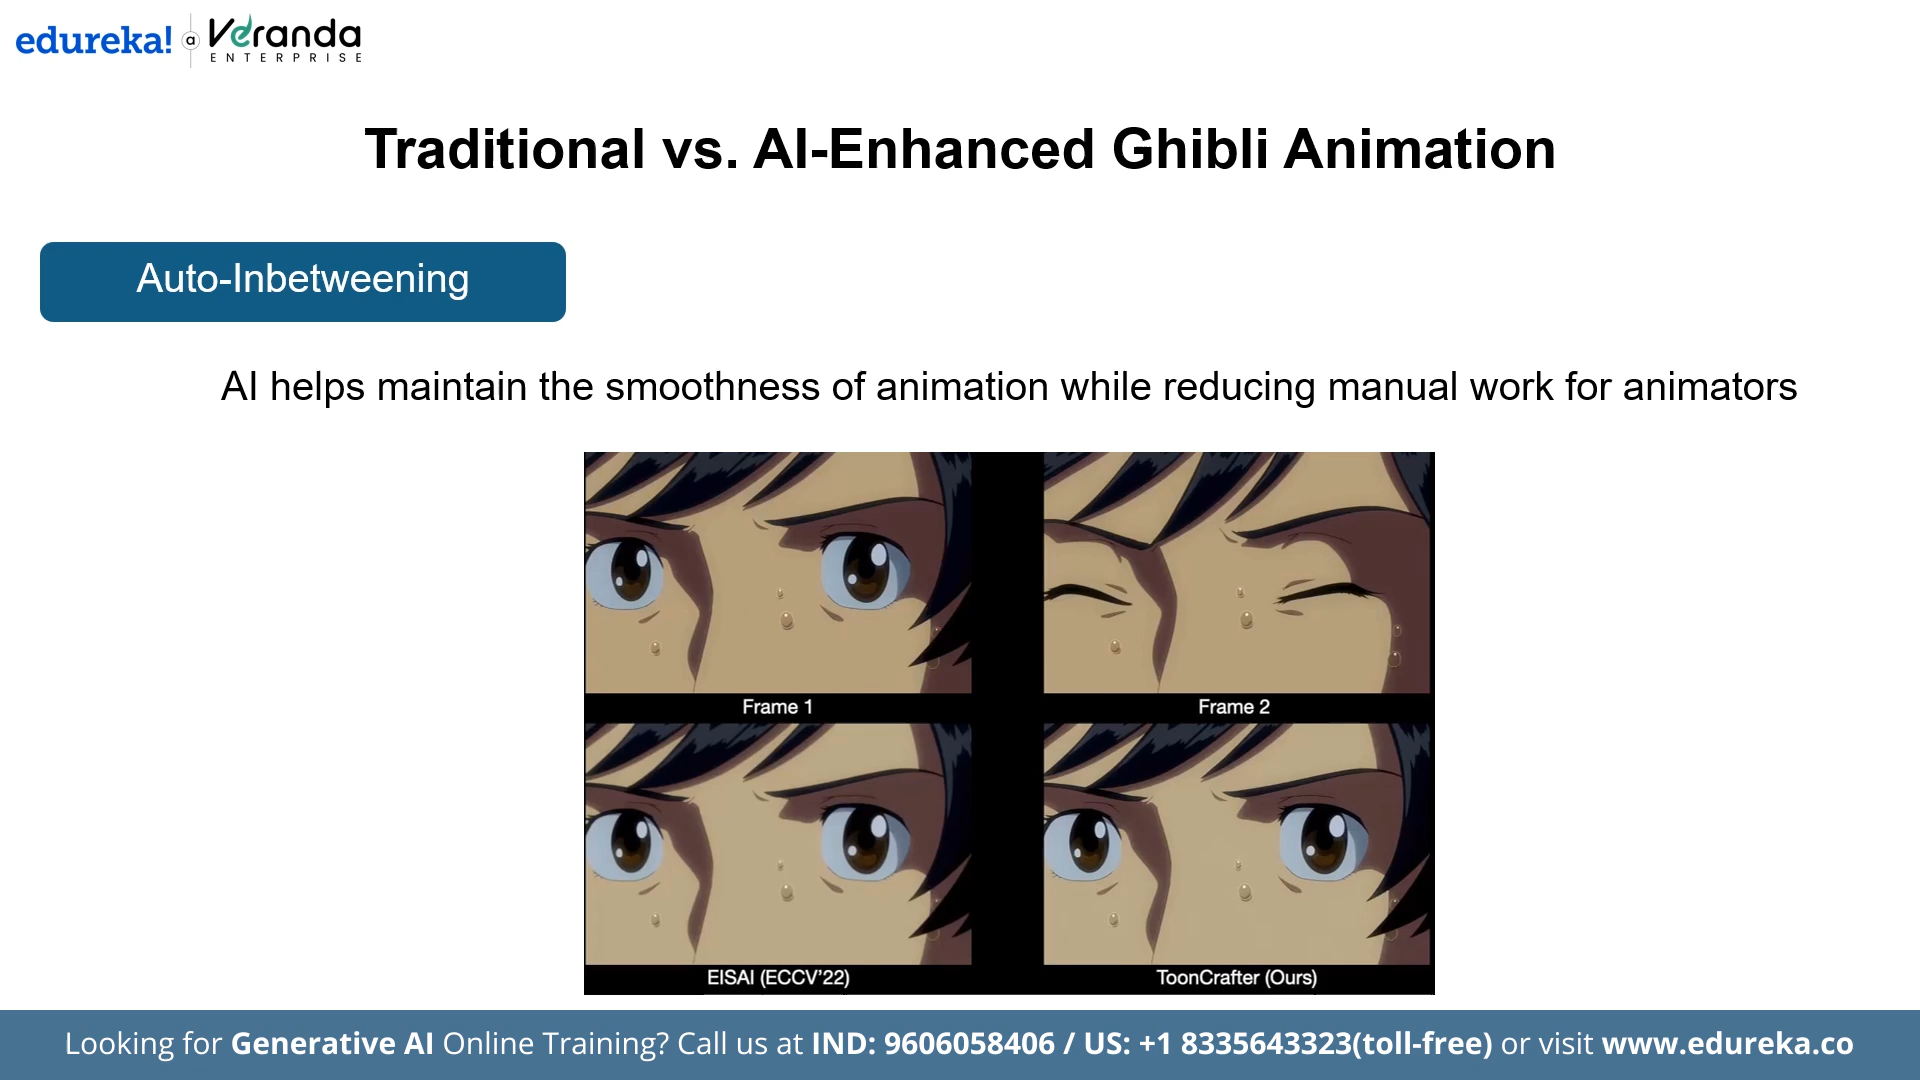 edureka! a Veranda
ENTERPRISE
Traditional vs. AI-Enhanced Ghibli Animation
Auto-Inbetweening
AI helps maintain the smoothness of animation while reducing manual work for animators
Frame 1
Frame 2
EISAI (ECCV'22)
ToonCrafter (Ours)
Looking for Generative AI Online Training? Call us at IND: 9606058406 / US: +1 8335643323(toll-free) or visit www.edureka.co